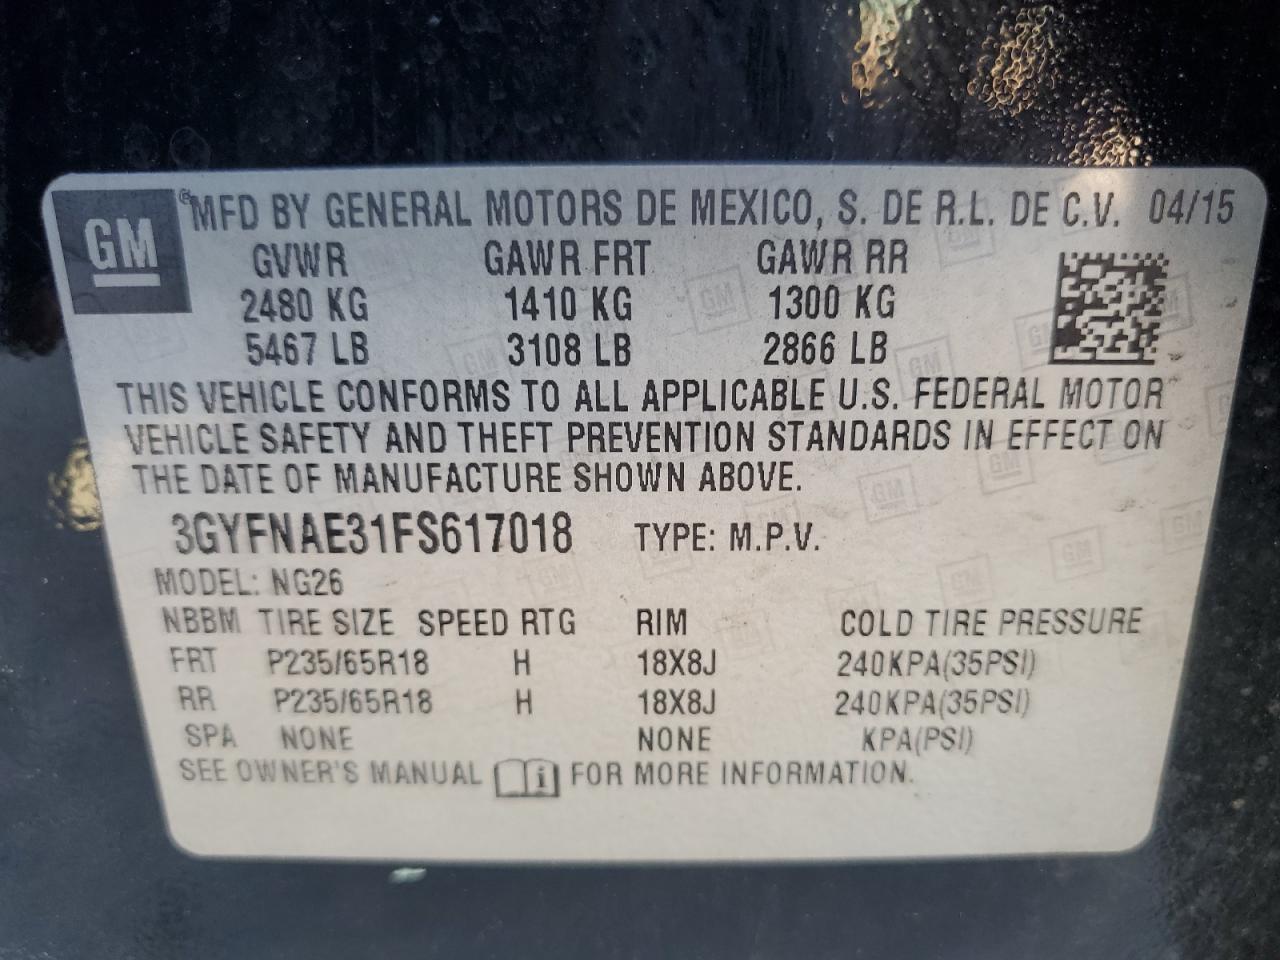 GM ® MFD BY GENERAL MOTORS DE MEXICO, S. DE R.L. DE C.V. 04/15
GVWR GAWR FRT GAWR RR
2480 KG 1410 KG 1300 KG
5467 LB 3108 LB 2866 LB
THIS VEHICLE CONFORMS TO ALL APPLICABLE U.S. FEDERAL MOTOR
VEHICLE SAFETY AND THEFT PREVENTION STANDARDS IN EFFECT ON
THE DATE OF MANUFACTURE SHOWN ABOVE.
3GYFNAE31FS617018 TYPE: M.P.V.
MODEL: NG26
NBBM TIRE SIZE SPEED RTG RIM COLD TIRE PRESSURE
FRT P235/65R18 H 18X8J 240KPA(35PSI)
RR P235/65R18 H 18X8J 240KPA(35PSI)
SPA NONE NONE KPA(PSI)
SEE OWNER'S MANUAL i FOR MORE INFORMATION.